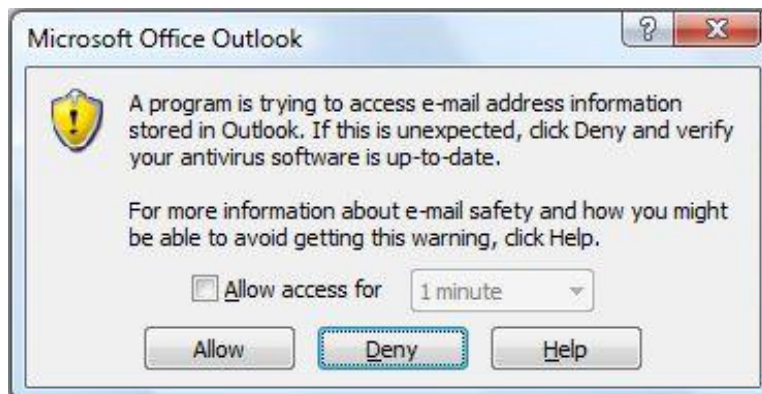 Microsoft Office Outlook
A program is trying to access e-mail address information
stored in Outlook. If this is unexpected, click Deny and verify
your antivirus software is up-to-date.
For more information about e-mail safety and how you might
be able to avoid getting this warning, click Help.
Allow access for 1 minute
Allow Deny Help